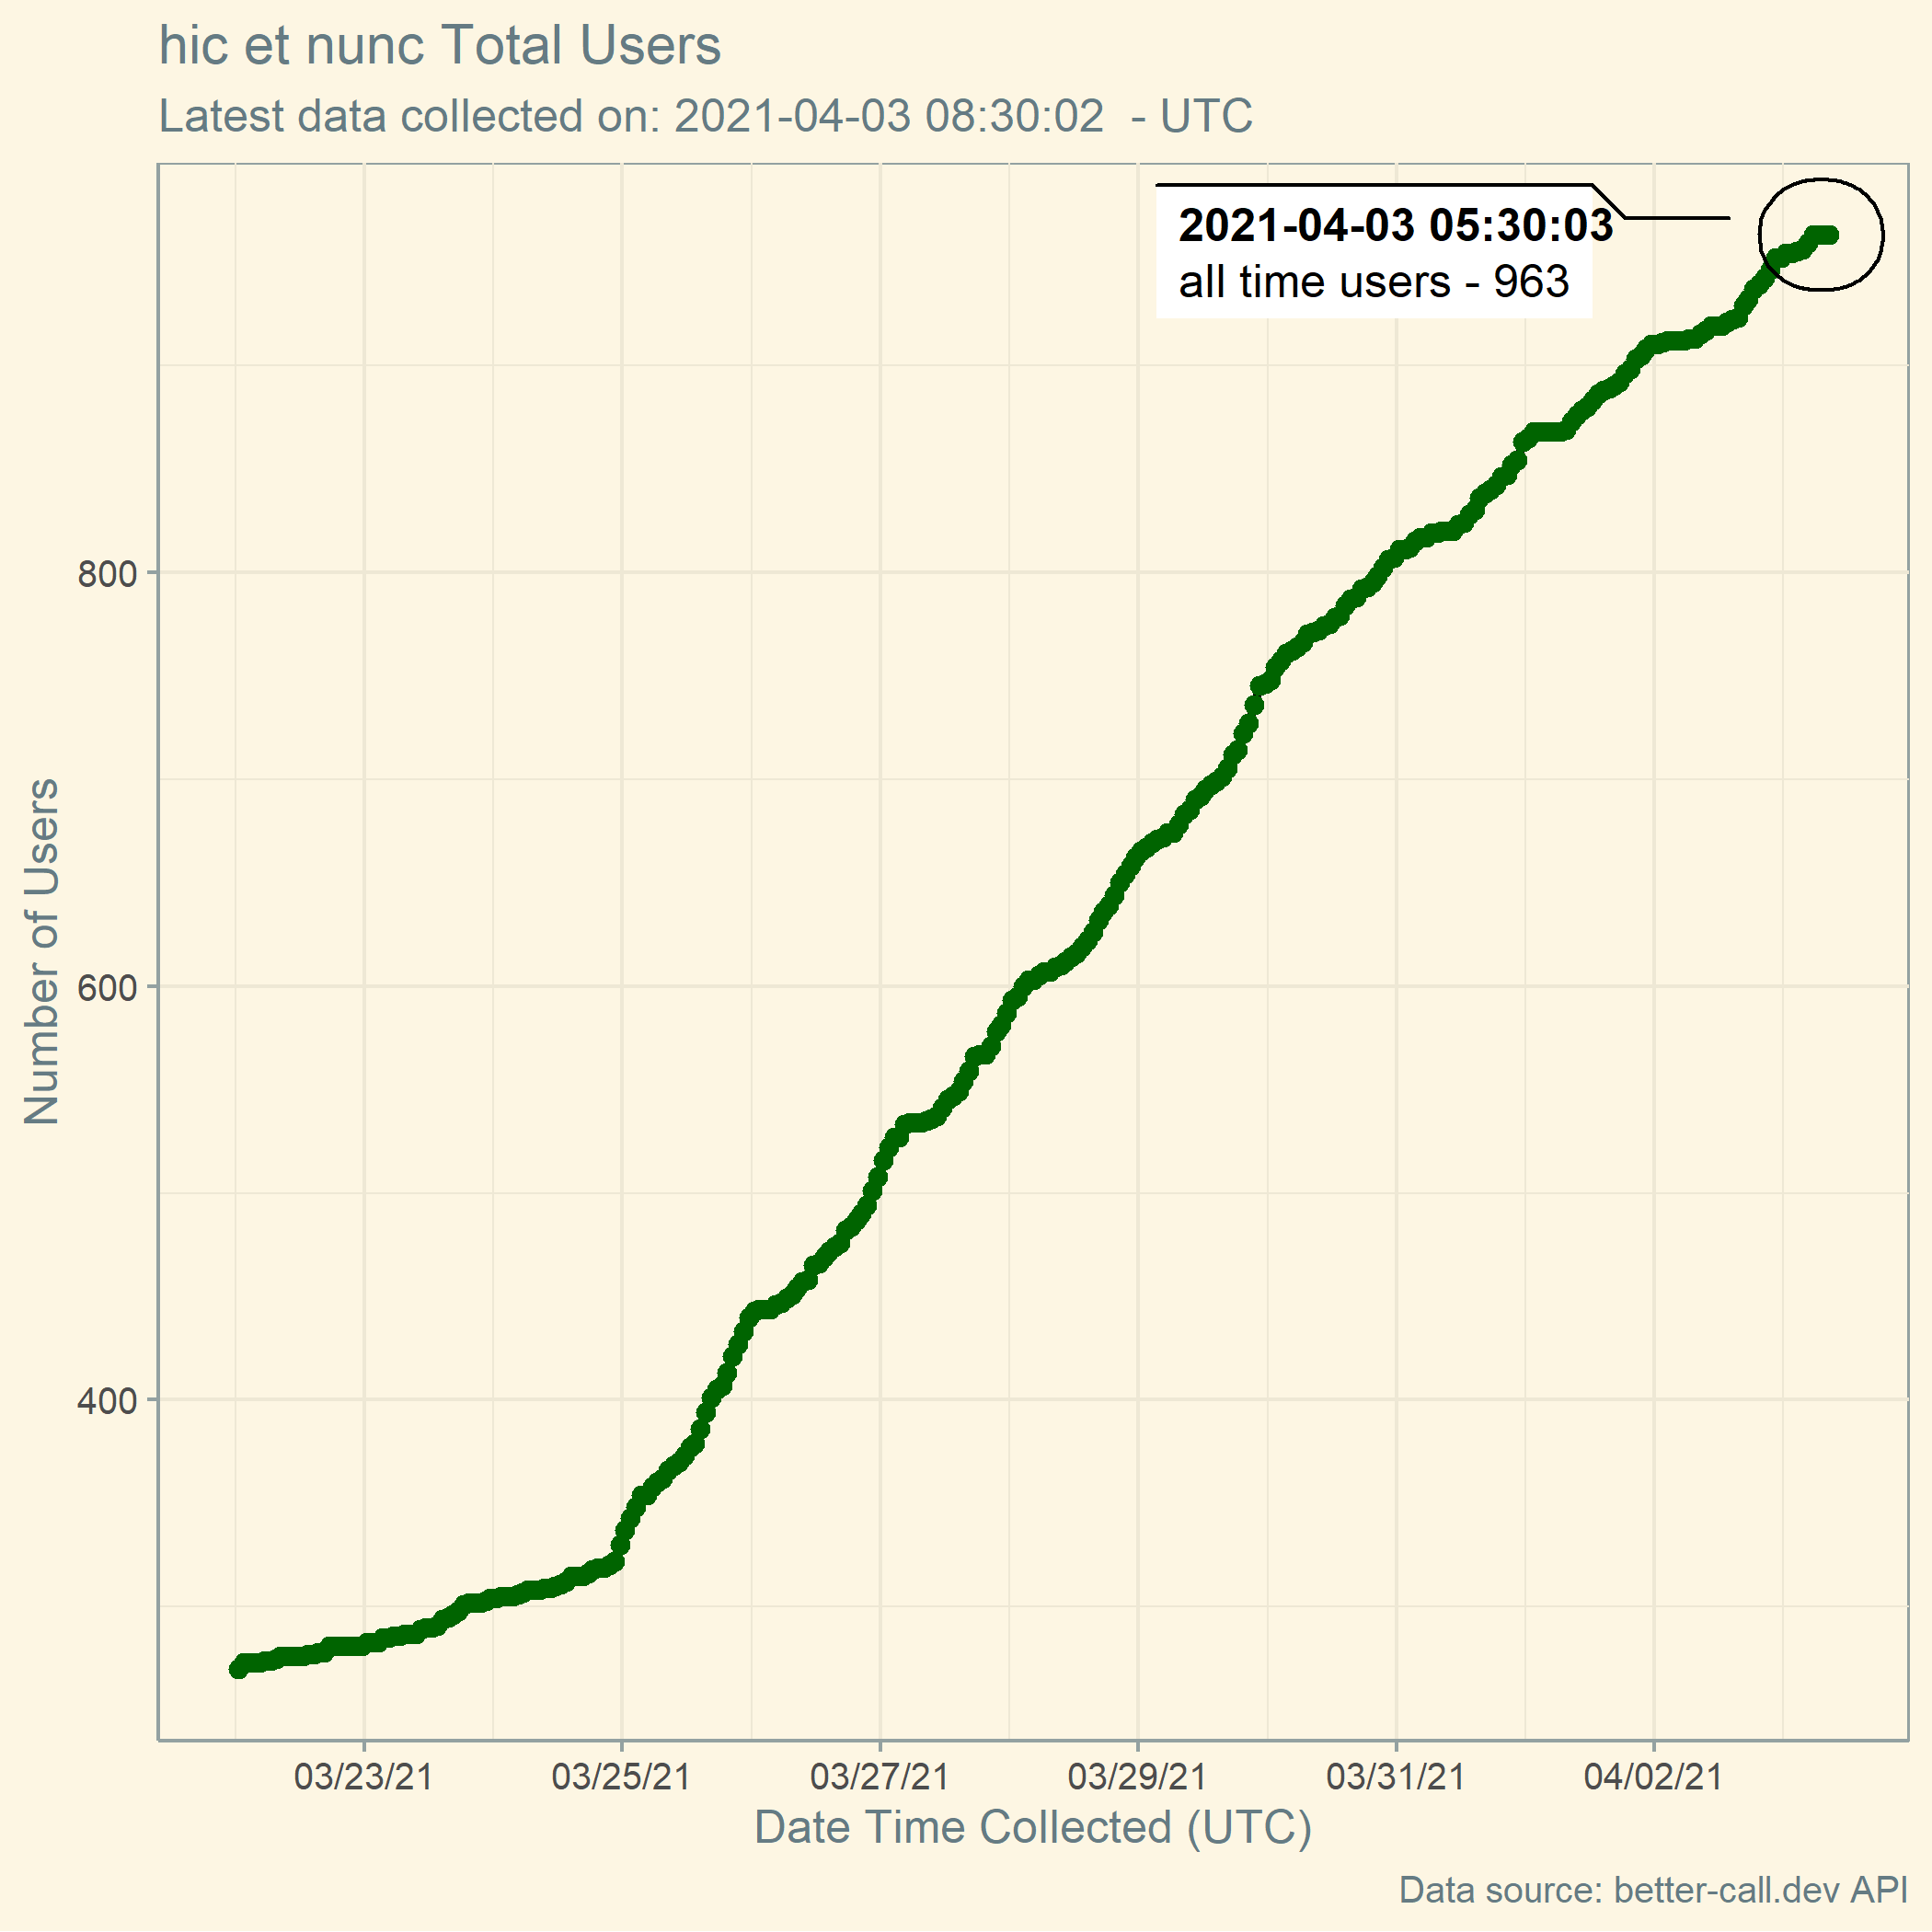 hic et nunc Total Users
Latest data collected on: 2021-04-03 08:30:02  - UTC
2021-04-03 05:30:03
all time users - 963
Number of Users
800
600
400
03/23/21
03/25/21
03/27/21
03/29/21
03/31/21
04/02/21
Date Time Collected (UTC)
Data source: better-call.dev API